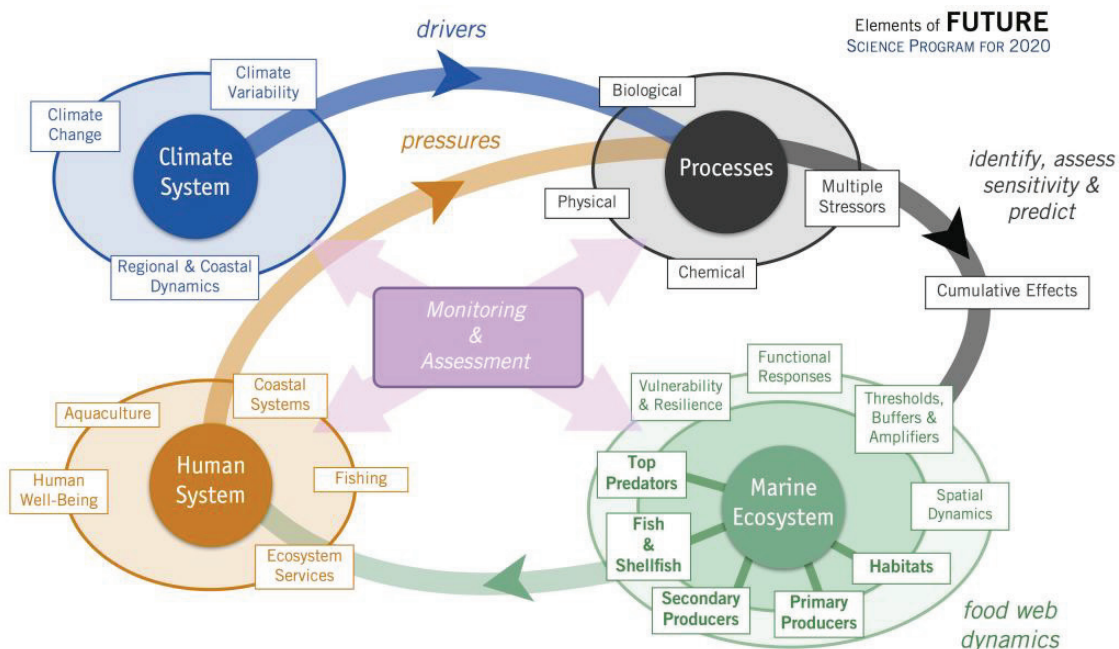 Elements of FUTURE
SCIENCE PROGRAM FOR 2020
drivers
Climate
Variability
Climate
Change
Climate
System
Regional & Coastal
Dynamics
pressures
Biological
Processes
Physical
Multiple
Stressors
Chemical
identify, assess
sensitivity &
predict
Cumulative Effects
Monitoring
&
Assessment
Coastal
Systems
Aquaculture
Human
Well-Being
Human
System
Fishing
Ecosystem
Services
Functional
Responses
Vulnerability
& Resilience
Thresholds,
Buffers &
Amplifiers
Top
Predators
Marine
Ecosystem
Spatial
Dynamics
Fish
&
Shellfish
Habitats
Secondary
Producers
Primary
Producers
food web
dynamics